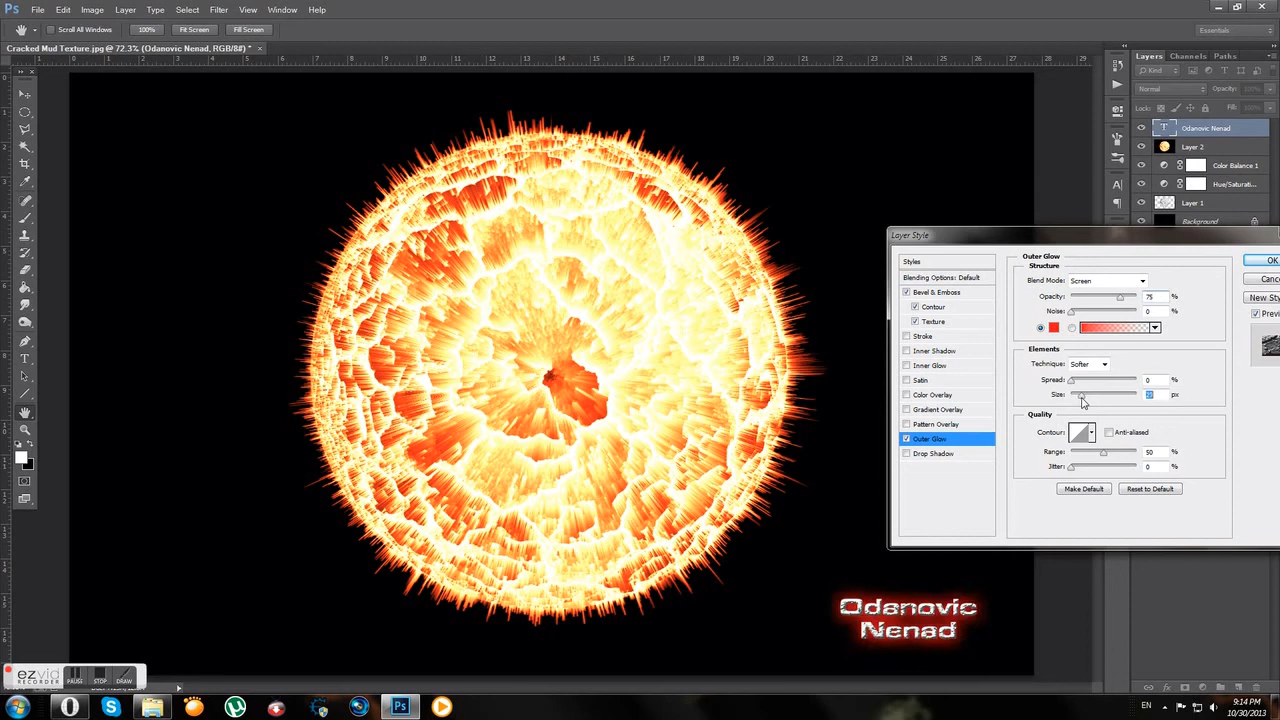 Ps File Edit Image Layer Type Select Filter View Window Help
Scroll All Windows 100% Fit Screen Fill Screen Essentials
Cracked Mud Texture.jpg @ 72.3% (Odanovic Nenad, RGB/8#) * ×
Layers Channels Paths
Kind
Normal Opacity: 100%
Lock: Fill: 100%
Odanovic Nenad
Layer 2
Color Balance 1
Hue/Saturati...
Layer 1
Background
Layer Style
Styles
Blending Options: Default
Bevel & Emboss
Contour
Texture
Stroke
Inner Shadow
Inner Glow
Satin
Color Overlay
Gradient Overlay
Pattern Overlay
Outer Glow
Drop Shadow
Outer Glow
Structure
Blend Mode: Screen
Opacity: 75 %
Noise: 0 %
Elements
Technique: Softer
Spread: 0 %
Size: px
Quality
Contour: Anti-aliased
Range: 50 %
Jitter: 0 %
Make Default Reset to Default
OK
Canc
New Sty
Previ
Odanovic
Nenad
ezvid
RECORDER
PAUSE STOP DRAW
EN 9:14 PM
10/30/2013